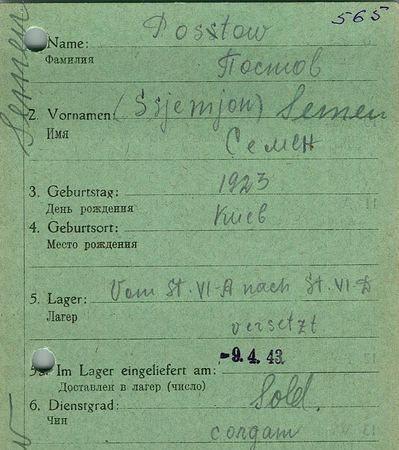 565
Name: Posstow
Фамилия
Постов
2. Vornamen: (Ssjemjon) Semen
Имя
Семен
3. Geburtstag: 1923
День рождения
Киев
4. Geburtsort:
Место рождения
5. Lager: Vom St. VI-A nach St. VI-D
Лагер
versetzt
-9. 4. 43.
Im Lager eingeliefert am:
Доставлен в лагер (число)
6. Dienstgrad: Sold.
Чин
солдат
Semen